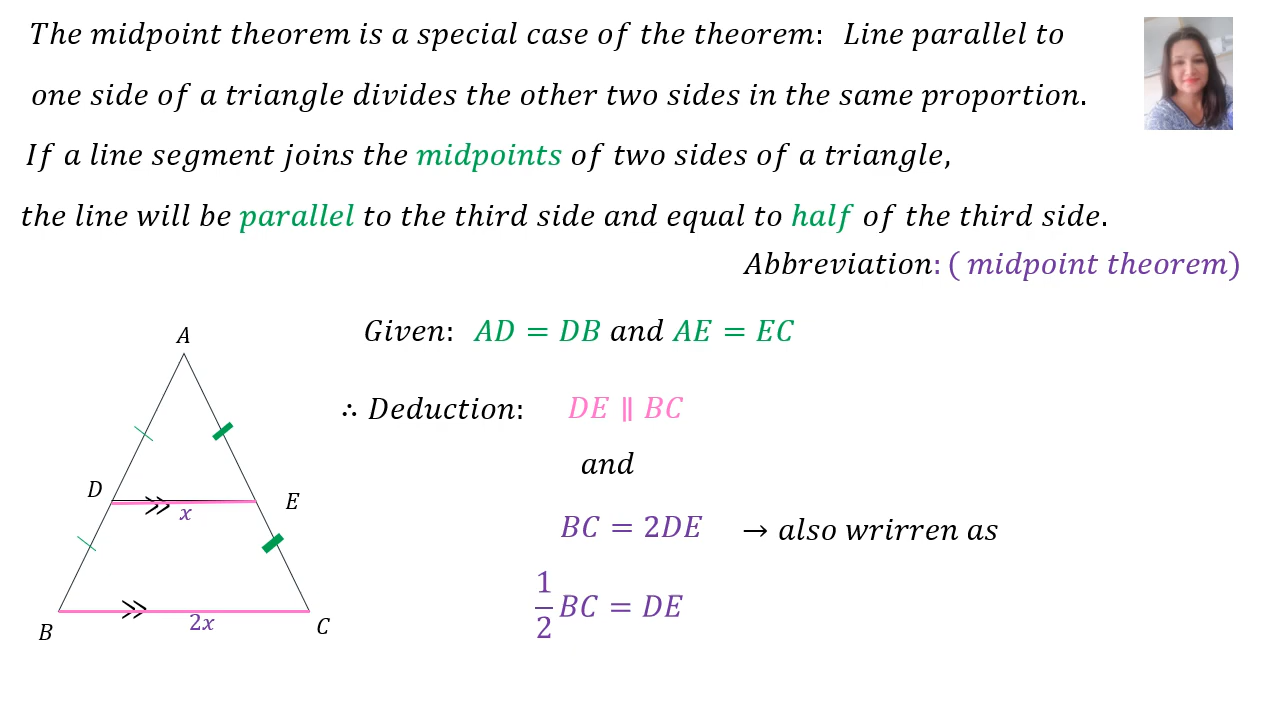 The midpoint theorem is a special case of the theorem: Line parallel to
one side of a triangle divides the other two sides in the same proportion.
If a line segment joins the midpoints of two sides of a triangle,
the line will be parallel to the third side and equal to half of the third side.
Abbreviation: ( midpoint theorem)
Given: AD = DB and AE = EC
∴ Deduction: DE ∥ BC
and
BC = 2DE → also wrirren as
1/2 BC = DE
A
D
E
x
B
2x
C